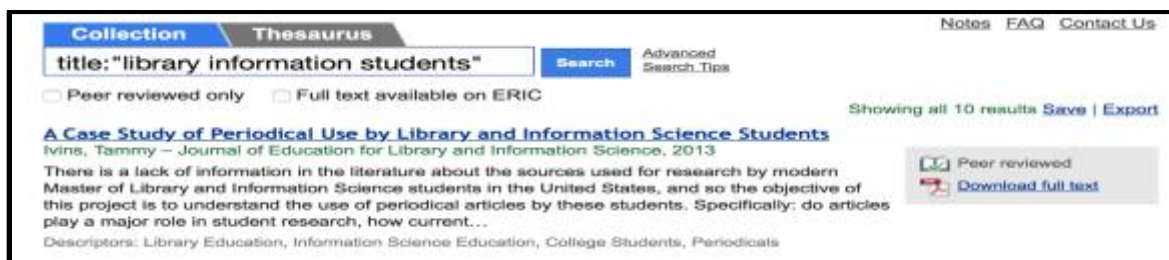 Notes FAQ Contact Us
Collection Thesaurus
title:"library information students" Search Advanced
Search Tips
Peer reviewed only Full text available on ERIC
Showing all 10 results Save | Export
A Case Study of Periodical Use by Library and Information Science Students
Ivins, Tammy – Journal of Education for Library and Information Science, 2013
There is a lack of information in the literature about the sources used for research by modern
Master of Library and Information Science students in the United States, and so the objective of
this project is to understand the use of periodical articles by these students. Specifically: do articles
play a major role in student research, how current...
Descriptors: Library Education, Information Science Education, College Students, Periodicals
Peer reviewed
Download full text